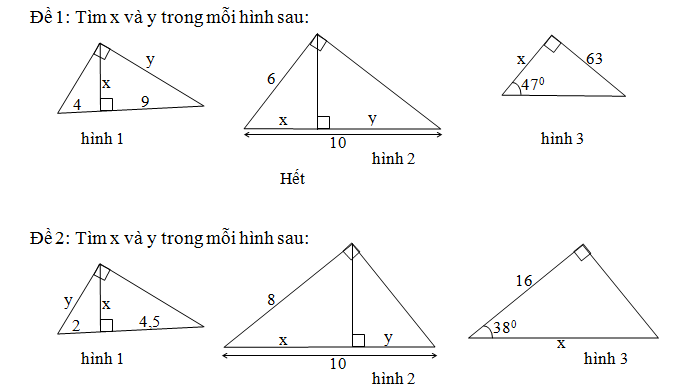 Đề 1: Tìm x và y trong mỗi hình sau:
y
x
4
9
hình 1
6
x
y
10
hình 2
x
63
47⁰
hình 3
Hết
Đề 2: Tìm x và y trong mỗi hình sau:
y
x
2
4,5
hình 1
8
x
y
10
hình 2
16
38⁰
x
hình 3